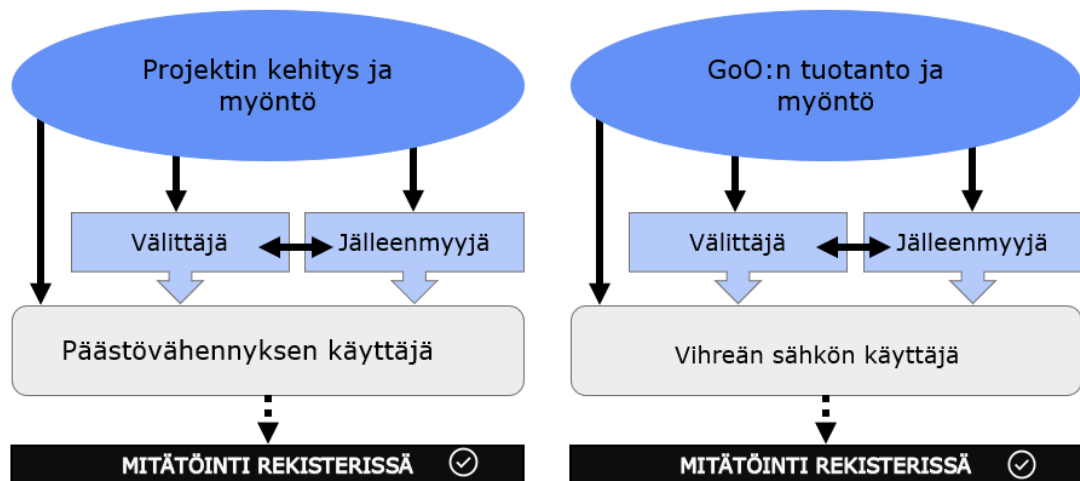 Projektin kehitys ja
myöntö
Välittäjä
Jälleenmyyjä
Päästövähennyksen käyttäjä
MITÄTÖINTI REKISTERISSÄ
GoO:n tuotanto ja
myöntö
Välittäjä
Jälleenmyyjä
Vihreän sähkön käyttäjä
MITÄTÖINTI REKISTERISSÄ